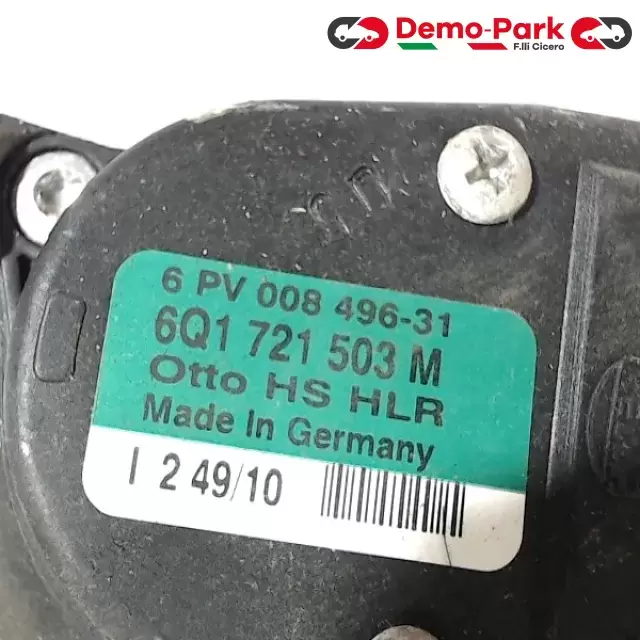 Demo-Park
F.lli Cicero
6 PV 008 496-31
6Q1 721 503 M
Otto HS HLR
Made In Germany
I 2 49/10